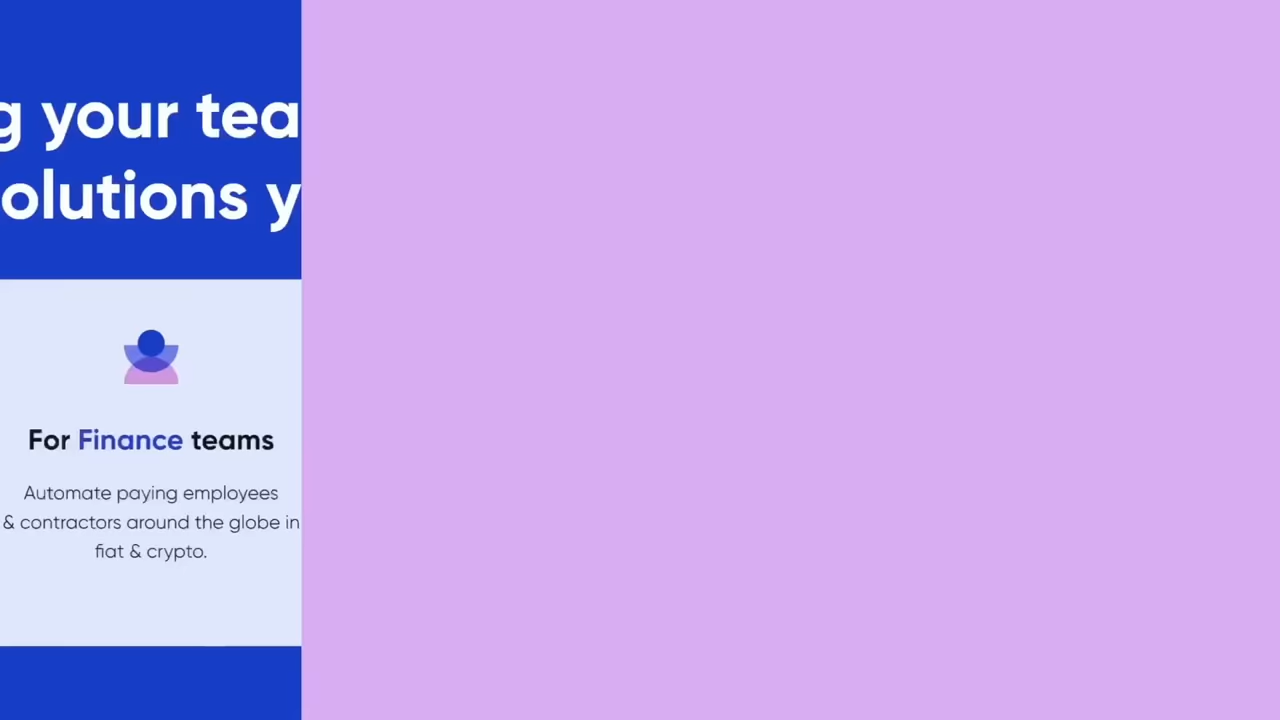 g your tea
olutions y
For Finance teams
Automate paying employees
& contractors around the globe in
fiat & crypto.